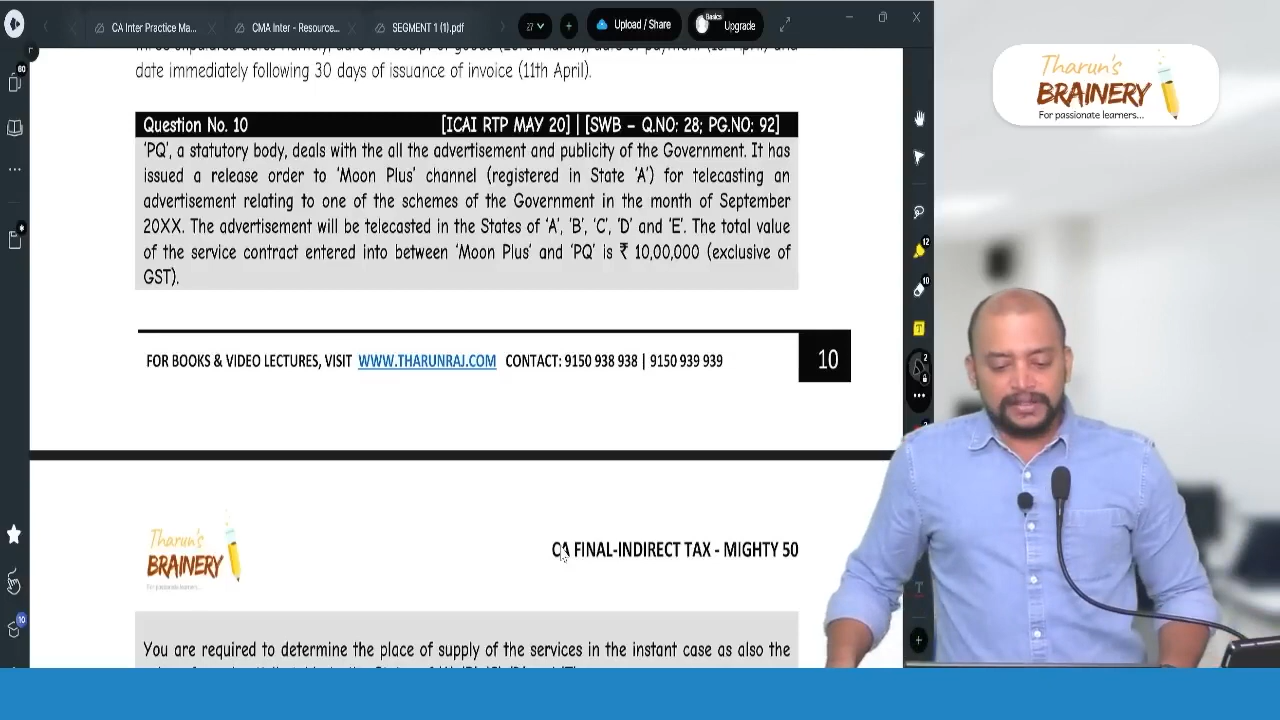 CA Inter Practice Ma...
CMA Inter - Resource...
SEGMENT 1 (1).pdf
27
Upload / Share
Basics
Upgrade
date immediately following 30 days of issuance of invoice (11th April).
Question No. 10 [ICAI RTP MAY 20] | [SWB – Q.NO: 28; PG.NO: 92]
‘PQ’, a statutory body, deals with the all the advertisement and publicity of the Government. It has
issued a release order to ‘Moon Plus’ channel (registered in State ‘A’) for telecasting an
advertisement relating to one of the schemes of the Government in the month of September
20XX. The advertisement will be telecasted in the States of ‘A’, ‘B’, ‘C’, ‘D’ and ‘E’. The total value
of the service contract entered into between ‘Moon Plus’ and ‘PQ’ is ₹ 10,00,000 (exclusive of
GST).
FOR BOOKS & VIDEO LECTURES, VISIT WWW.THARUNRAJ.COM CONTACT: 9150 938 938 | 9150 939 939
10
Tharun's
BRAINERY
For passionate learners...
CA FINAL-INDIRECT TAX - MIGHTY 50
You are required to determine the place of supply of the services in the instant case as also the
Tharun's
BRAINERY
For passionate learners...
60
12
10
2
10